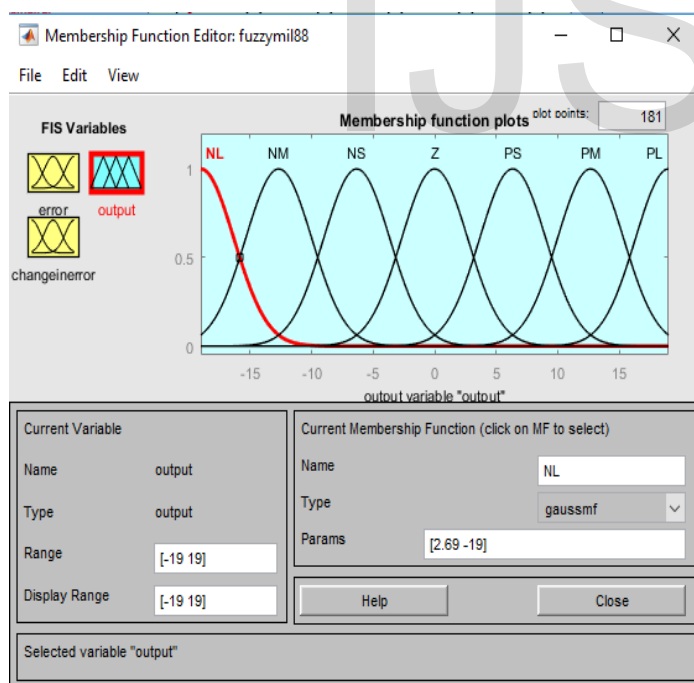 IJS
Membership Function Editor: fuzzymil88
File Edit View
FIS Variables
error output
changeinerror
Membership function plots
plot points: 181
NL NM NS Z PS PM PL
1
0.5
0
-15 -10 -5 0 5 10 15
output variable "output"
Current Variable
Name output
Type output
Range [-19 19]
Display Range [-19 19]
Current Membership Function (click on MF to select)
Name NL
Type gaussmf
Params [2.69 -19]
Help Close
Selected variable "output"